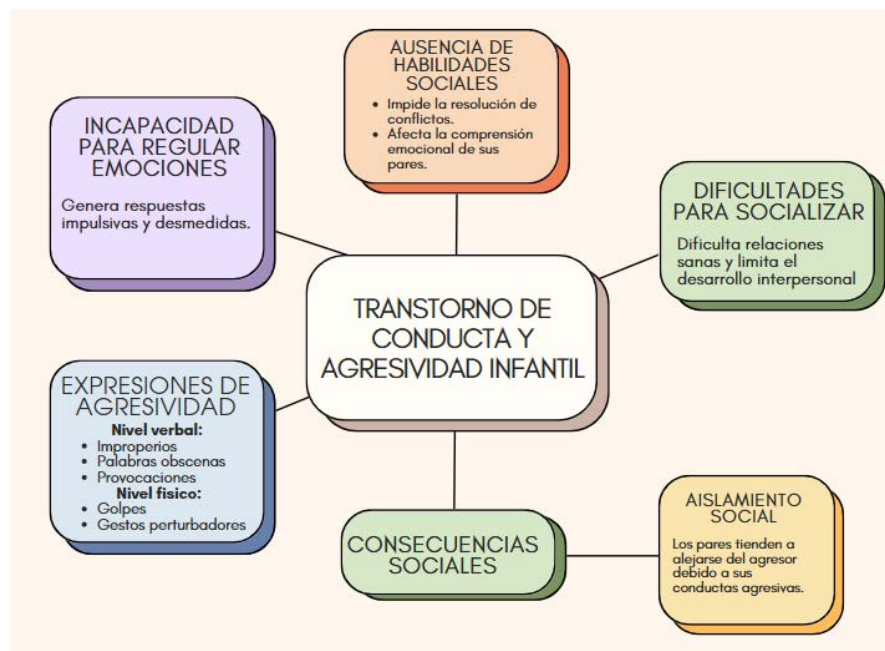 AUSENCIA DE
HABILIDADES
SOCIALES
• Impide la resolución de
conflictos.
• Afecta la comprensión
emocional de sus
pares.
INCAPACIDAD
PARA REGULAR
EMOCIONES
Genera respuestas
impulsivas y desmedidas.
DIFICULTADES
PARA SOCIALIZAR
Dificulta relaciones
sanas y limita el
desarrollo interpersonal
TRANSTORNO DE
CONDUCTA Y
AGRESIVIDAD INFANTIL
EXPRESIONES DE
AGRESIVIDAD
Nivel verbal:
• Improperios
• Palabras obscenas
• Provocaciones
Nivel fisico:
• Golpes
• Gestos perturbadores
CONSECUENCIAS
SOCIALES
AISLAMIENTO
SOCIAL
Los pares tienden a
alejarse del agresor
debido a sus
conductas agresivas.